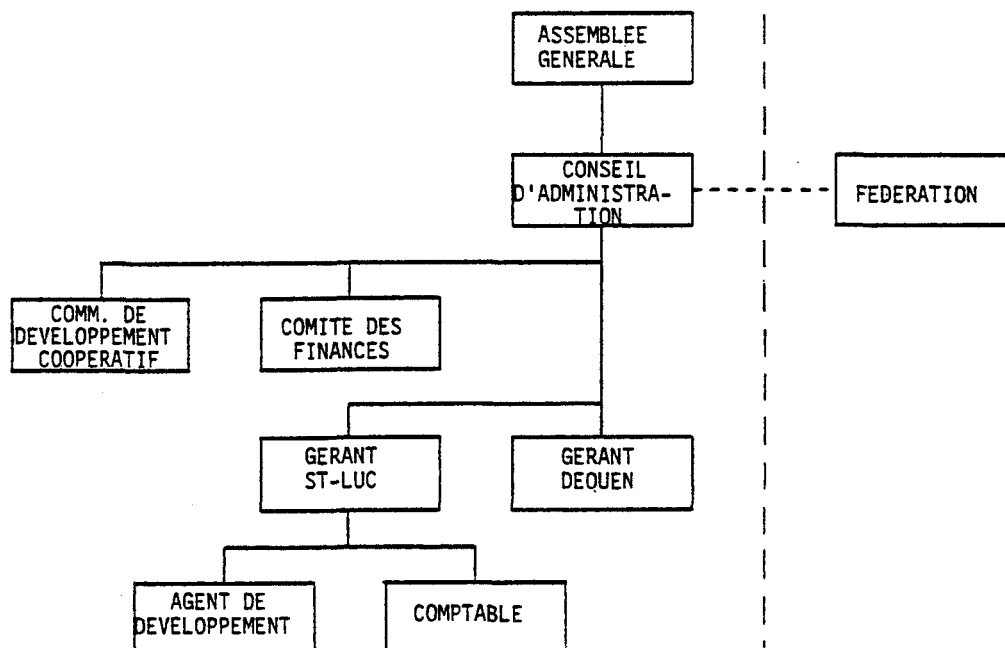 ASSEMBLEE
GENERALE
CONSEIL
D'ADMINISTRA-
TION
FEDERATION
COMM. DE
DEVELOPPEMENT
COOPERATIF
COMITE DES
FINANCES
GERANT
ST-LUC
GERANT
DEQUEN
AGENT DE
DEVELOPPEMENT
COMPTABLE